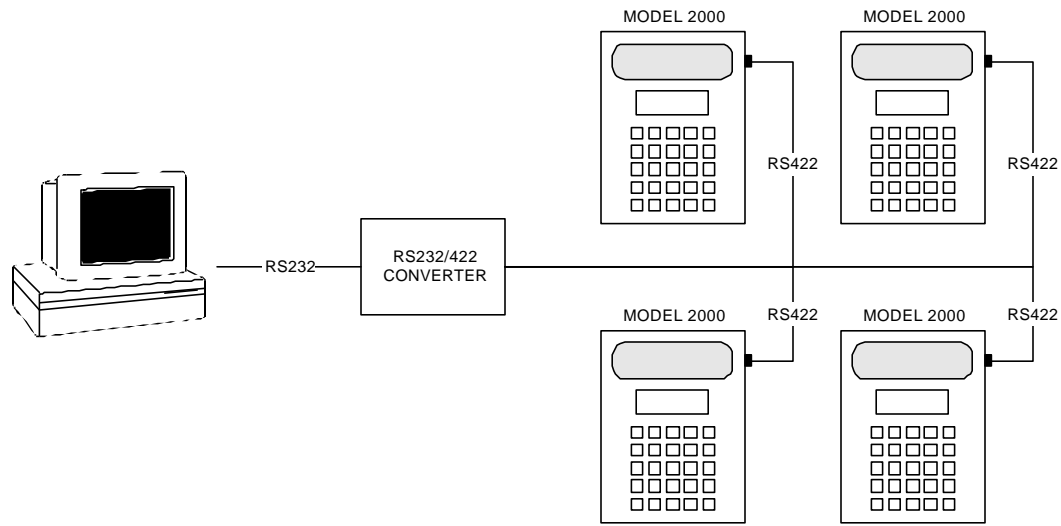 MODEL 2000
MODEL 2000
RS422
RS422
RS232
RS232/422
CONVERTER
MODEL 2000
RS422
MODEL 2000
RS422